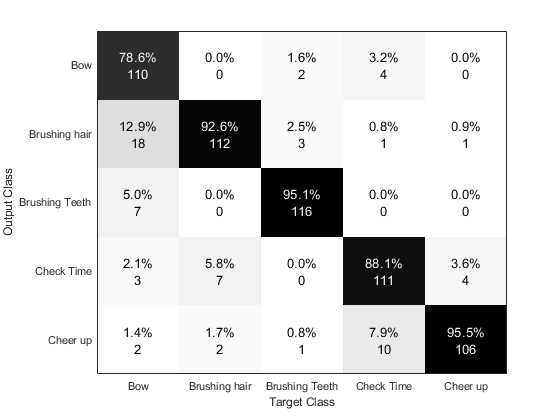 78.6% 0.0% 1.6% 3.2% 0.0%
Bow
110 0 2 4 0
12.9% 92.6% 2.5% 0.8% 0.9%
Brushing hair
18 112 3 1 1
5.0% 0.0% 95.1% 0.0% 0.0%
Brushing Teeth
7 0 116 0 0
2.1% 5.8% 0.0% 88.1% 3.6%
Check Time
3 7 0 111 4
1.4% 1.7% 0.8% 7.9% 95.5%
Cheer up
2 2 1 10 106
Output Class
Bow Brushing hair Brushing Teeth Check Time Cheer up
Target Class